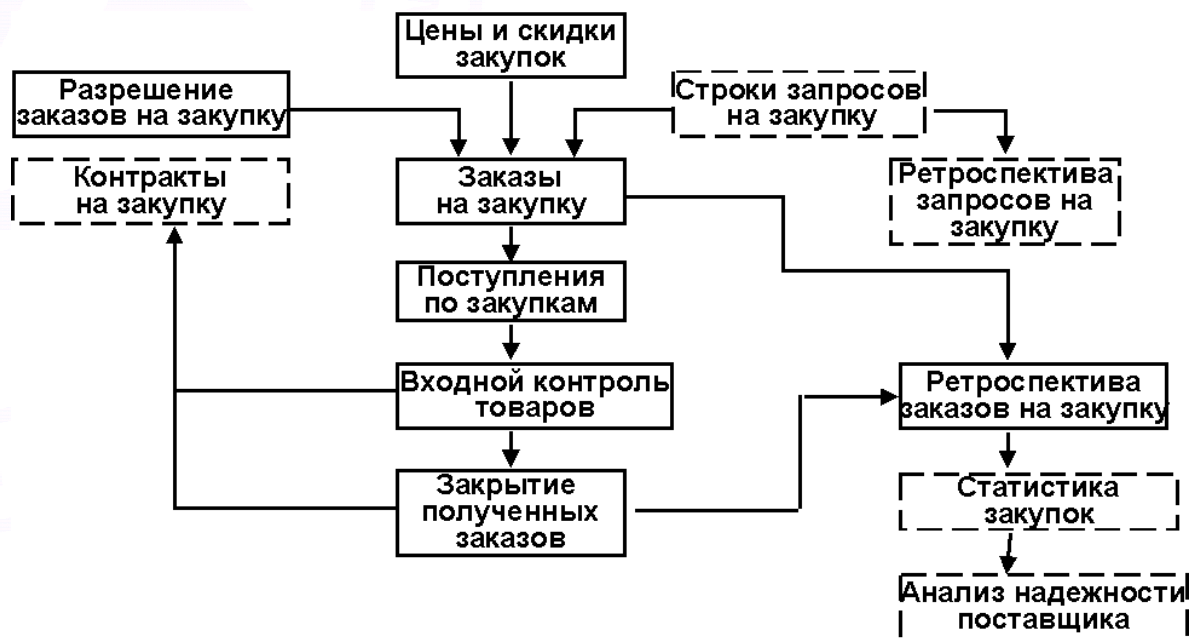 Цены и скидки
закупок
Разрешение
заказов на закупку
Строки запросов
на закупку
Контракты
на закупку
Заказы
на закупку
Ретроспектива
запросов на
закупку
Поступления
по закупкам
Входной контроль
товаров
Ретроспектива
заказов на закупку
Закрытие
полученных
заказов
Статистика
закупок
Анализ надежности
поставщика